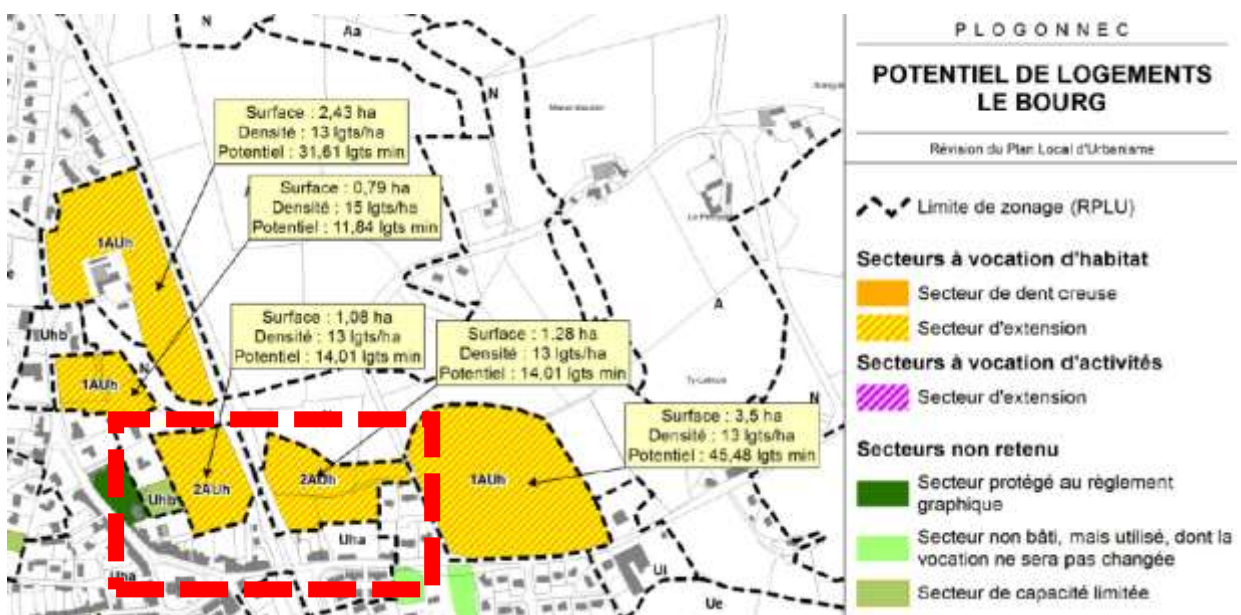 N
Aa
N
Surface : 2,43 ha
Densité : 13 lgts/ha
Potentiel : 31,61 lgts min
Surface : 0,79 ha
Densité : 15 lgts/ha
Potentiel : 11,84 lgts min
1AUh
Surface : 1,08 ha
Densité : 13 lgts/ha
Potentiel : 14,01 lgts min
Surface : 1.28 ha
Densité : 13 lgts/ha
Potentiel : 14,01 lgts min
A
Uhb
1AUh
N
N
Surface : 3,5 ha
Densité : 13 lgts/ha
Potentiel : 45,48 lgts min
Uhb
2AUh
2AUh
1AUh
Uha
Uha
Ui
Ue
PLOGONNEC
POTENTIEL DE LOGEMENTS
LE BOURG
Révision du Plan Local d'Urbanisme
Limite de zonage (RPLU)
Secteurs à vocation d'habitat
Secteur de dent creuse
Secteur d'extension
Secteurs à vocation d'activités
Secteur d'extension
Secteurs non retenu
Secteur protégé au règlement
graphique
Secteur non bâti, mais utilisé, dont la
vocation ne sera pas changée
Secteur de capacité limitée